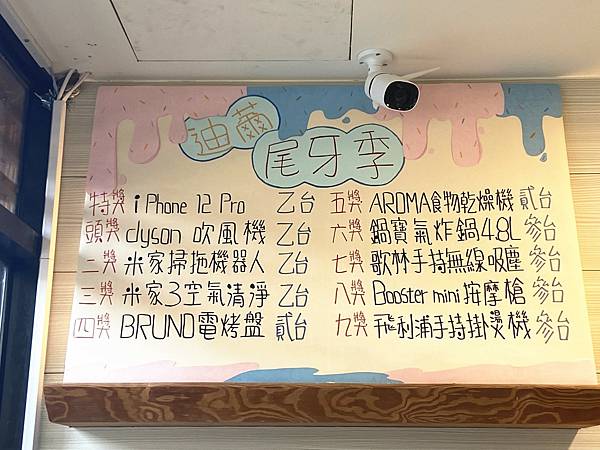 迪薾
尾牙季
特獎 iPhone 12 Pro 乙台
頭獎 dyson 吹風機 乙台
二獎 米家掃拖機器人 乙台
三獎 米家3空氣清淨 乙台
四獎 BRUNO電烤盤 貳台
五獎 AROMA食物乾燥機 貳台
六獎 鍋寶氣炸鍋4.8L 參台
七獎 歌林手持無線吸塵 參台
八獎 Booster mini 按摩槍 參台
九獎 飛利浦手持掛燙機 參台